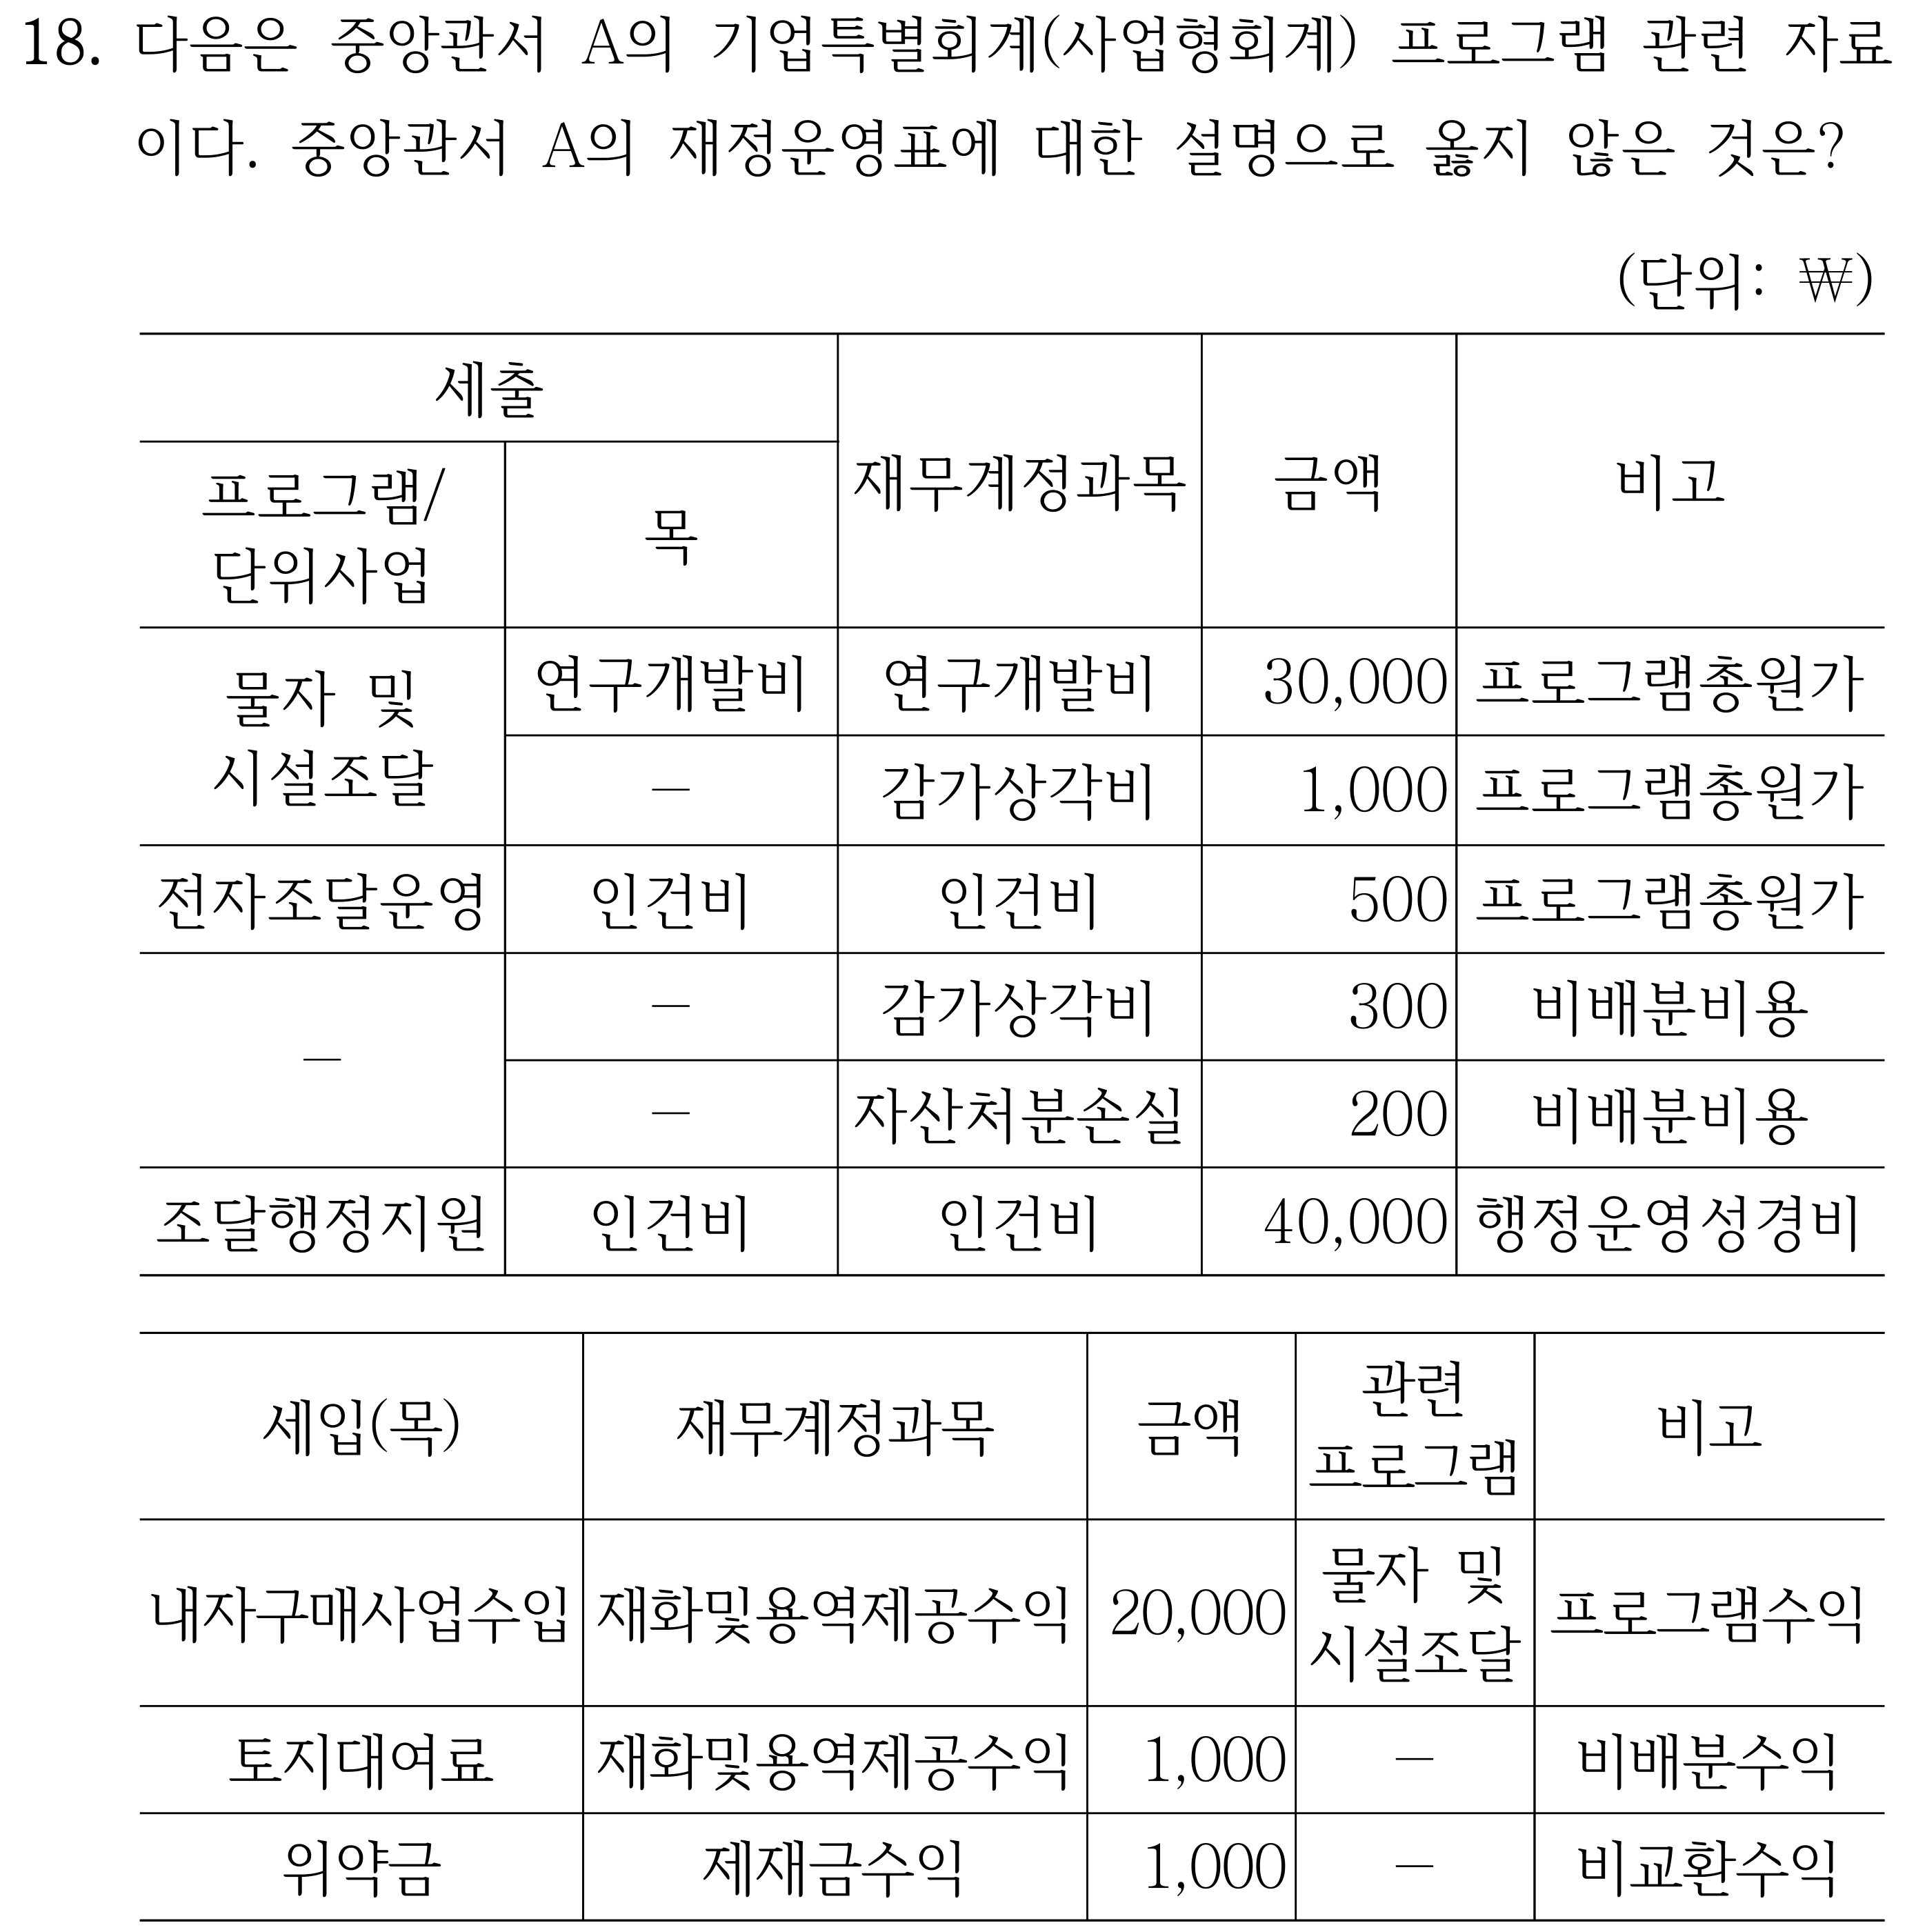 18. 다음은 중앙관서 A의 기업특별회계(사업형회계) 프로그램 관련 자료
이다. 중앙관서 A의 재정운영표에 대한 설명으로 옳지 않은 것은?
(단위: ₩)
세출
재무계정과목 금액 비고
프로그램/
단위사업
목
물자 및
시설조달
연구개발비 연구개발비 30,000 프로그램총원가
- 감가상각비 1,000 프로그램총원가
전자조달운영 인건비 인건비 500 프로그램총원가
-
- 감가상각비 300 비배분비용
- 자산처분손실 200 비배분비용
조달행정지원 인건비 인건비 40,000 행정운영성경비
세입(목) 재무계정과목 금액 관련
프로그램
비고
내자구매사업수입 재화및용역제공수익 20,000 물자 및
시설조달
프로그램수익
토지대여료 재화및용역제공수익 1,000 - 비배분수익
위약금 제재금수익 1,000 - 비교환수익